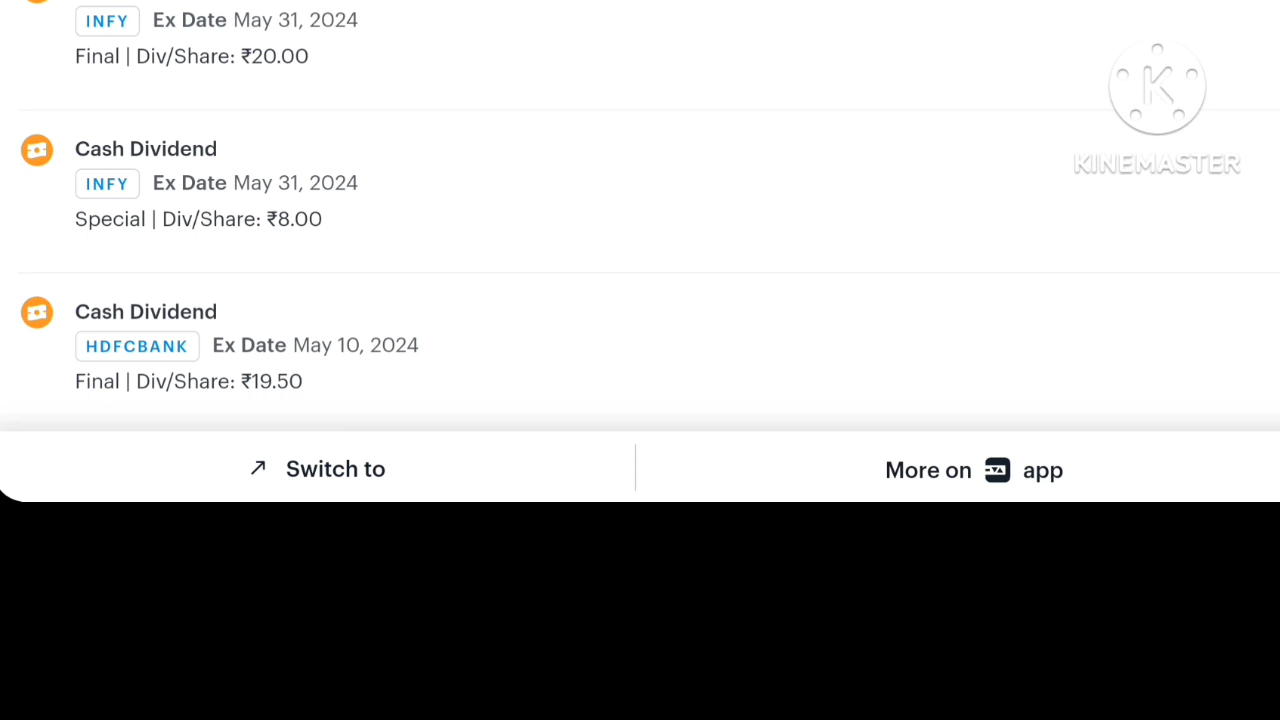 INFY Ex Date May 31, 2024
Final | Div/Share: ₹20.00
Cash Dividend
INFY Ex Date May 31, 2024
Special | Div/Share: ₹8.00
Cash Dividend
HDFCBANK Ex Date May 10, 2024
Final | Div/Share: ₹19.50
Switch to
More on app
K
KINEMASTER